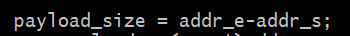 payload_size = addr_e-addr_s;